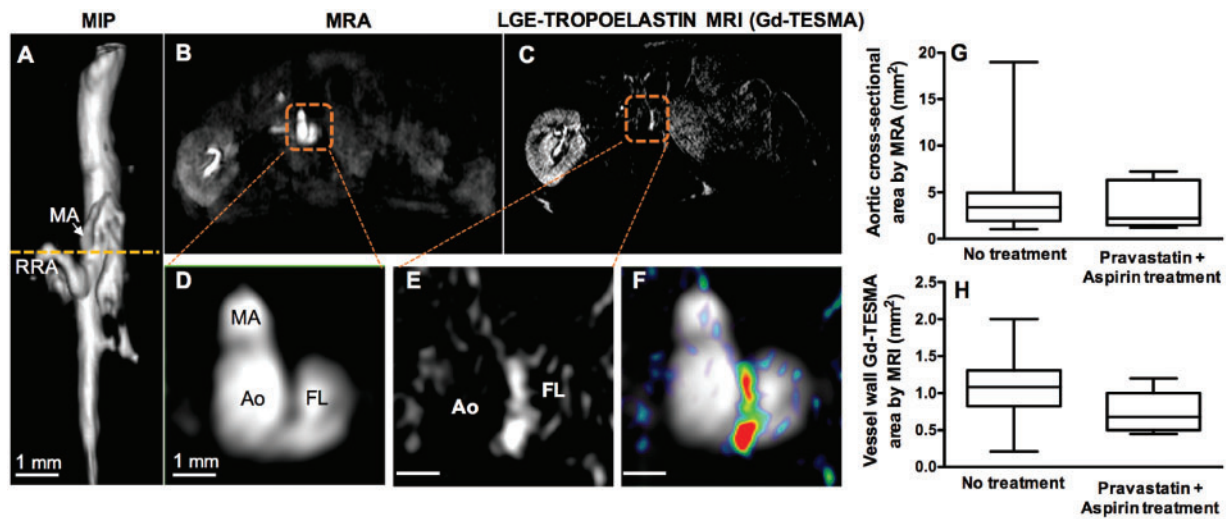 MIP
MRA
LGE-TROPOELASTIN MRI (Gd-TESMA)
A
B
C
MA
RRA
1 mm
D
MA
Ao
FL
1 mm
E
Ao
FL
F
G
Aortic cross-sectional
area by MRA (mm²)
20
15
10
5
0
No treatment
Pravastatin +
Aspirin treatment
H
Vessel wall Gd-TESMA
area by MRI (mm²)
2.5
2.0
1.5
1.0
0.5
0.0
No treatment
Pravastatin +
Aspirin treatment